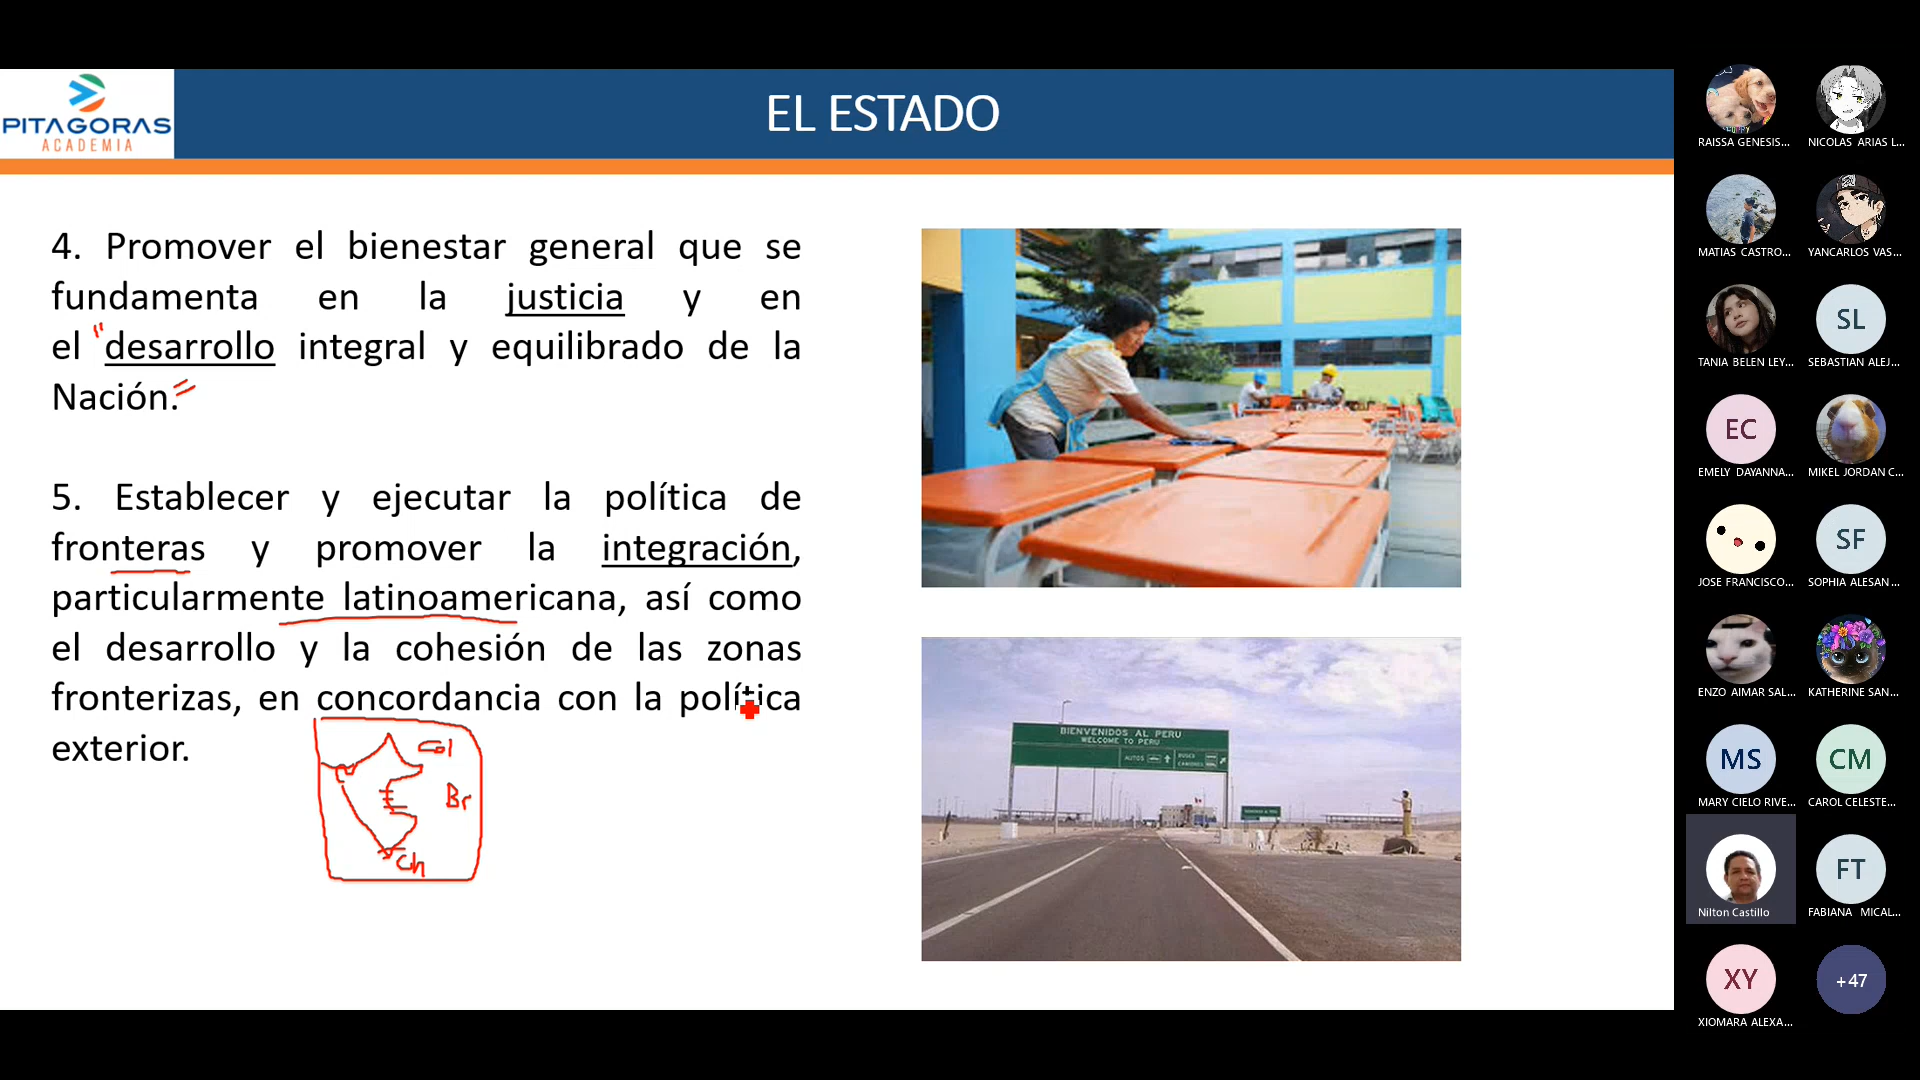 PITAGORAS
ACADEMIA
EL ESTADO
4. Promover el bienestar general que se
fundamenta en la justicia y en
el "desarrollo integral y equilibrado de la
Nación."
5. Establecer y ejecutar la política de
fronteras y promover la integración,
particularmente latinoamericana, así como
el desarrollo y la cohesión de las zonas
fronterizas, en concordancia con la política
exterior.
Col
Br
Ch
BIENVENIDOS AL PERU
WELCOME TO PERU
AUTOS
BUSES
CAMIONES
RAISSA GENESIS...
NICOLAS ARIAS L...
MATIAS CASTRO...
YANCARLOS VAS...
TANIA BELEN LEY...
SL
SEBASTIAN ALEJ...
EC
EMELY DAYANNA...
MIKEL JORDAN C...
JOSE FRANCISCO...
SF
SOPHIA ALESAN...
ENZO AIMAR SAL...
KATHERINE SAN...
MS
MARY CIELO RIVE...
CM
CAROL CELESTE...
Nilton Castillo
FT
FABIANA MICAL...
XY
XIOMARA ALEXA...
+47